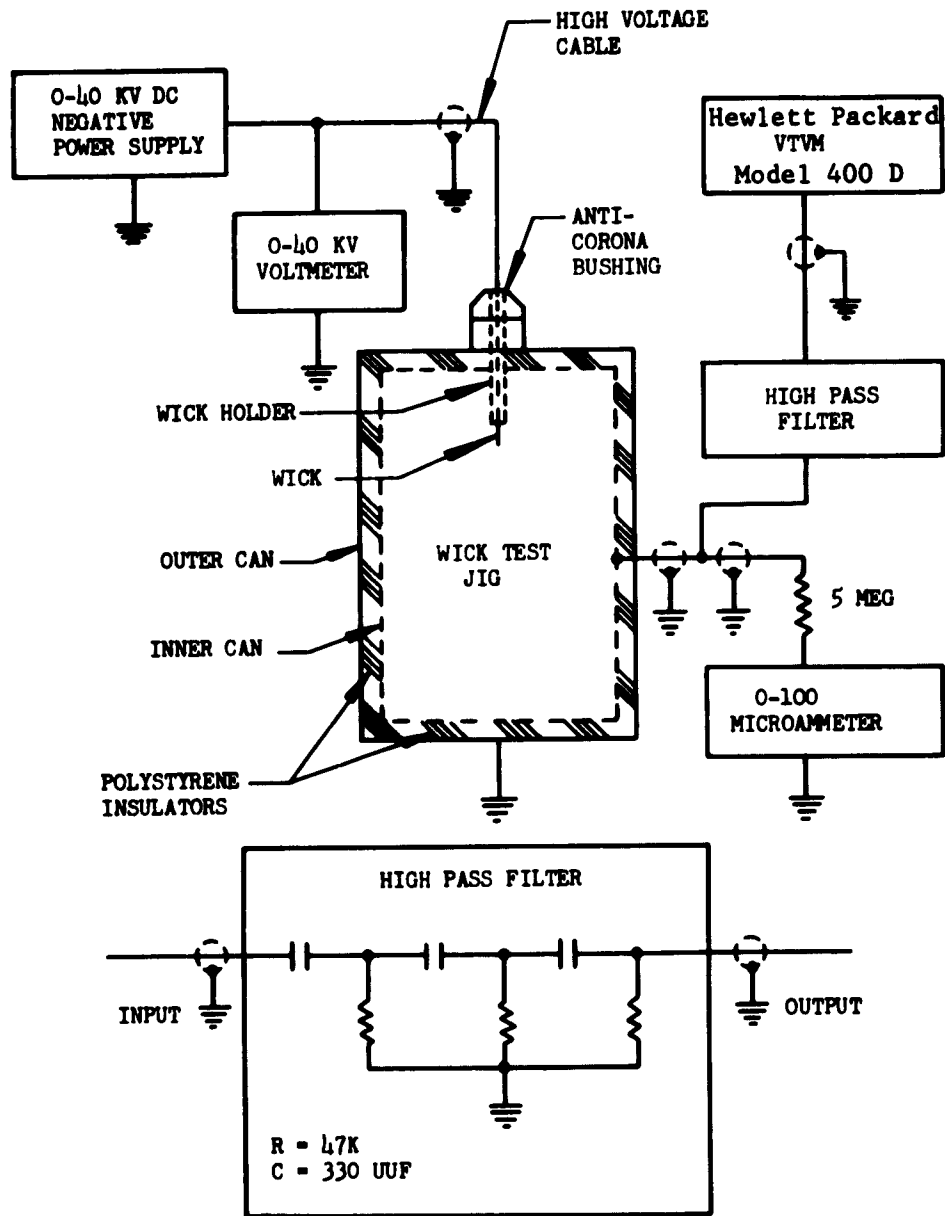 HIGH VOLTAGE
CABLE
0-40 KV DC
NEGATIVE
POWER SUPPLY
Hewlett Packard
VTVM
Model 400 D
0-40 KV
VOLTMETER
ANTI-
CORONA
BUSHING
WICK HOLDER
HIGH PASS
FILTER
WICK
OUTER CAN
WICK TEST
JIG
5 MEG
INNER CAN
0-100
MICROAMMETER
POLYSTYRENE
INSULATORS
HIGH PASS FILTER
INPUT
OUTPUT
R = 47K
C = 330 UUF